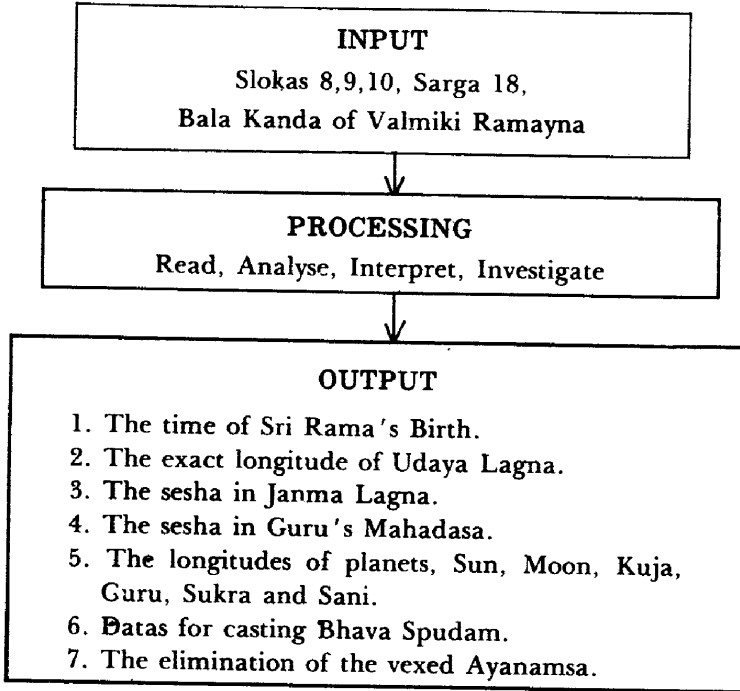 INPUT
Slokas 8,9,10, Sarga 18,
Bala Kanda of Valmiki Ramayna
PROCESSING
Read, Analyse, Interpret, Investigate
OUTPUT
1. The time of Sri Rama's Birth.
2. The exact longitude of Udaya Lagna.
3. The sesha in Janma Lagna.
4. The sesha in Guru's Mahadasa.
5. The longitudes of planets, Sun, Moon, Kuja,
Guru, Sukra and Sani.
6. Datas for casting Bhava Spudam.
7. The elimination of the vexed Ayanamsa.